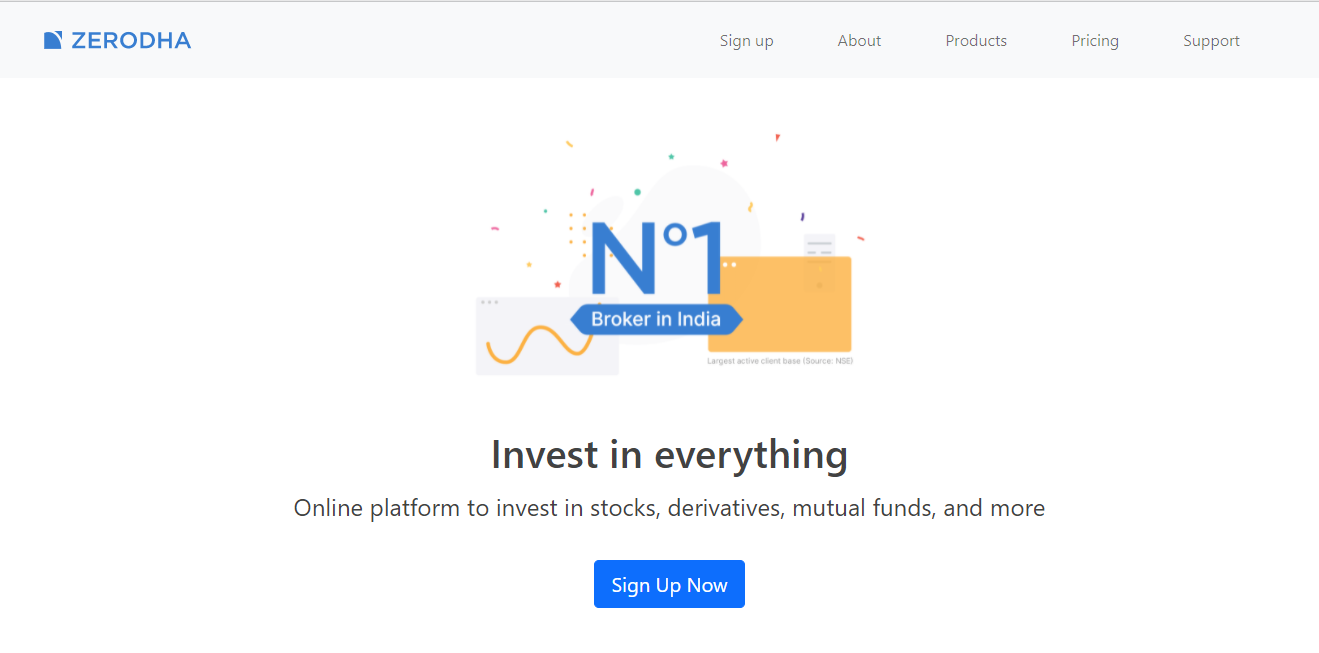 ZERODHA
Sign up
About
Products
Pricing
Support
N°1
Broker in India
Largest active client base (Source: NSE)
Invest in everything
Online platform to invest in stocks, derivatives, mutual funds, and more
Sign Up Now